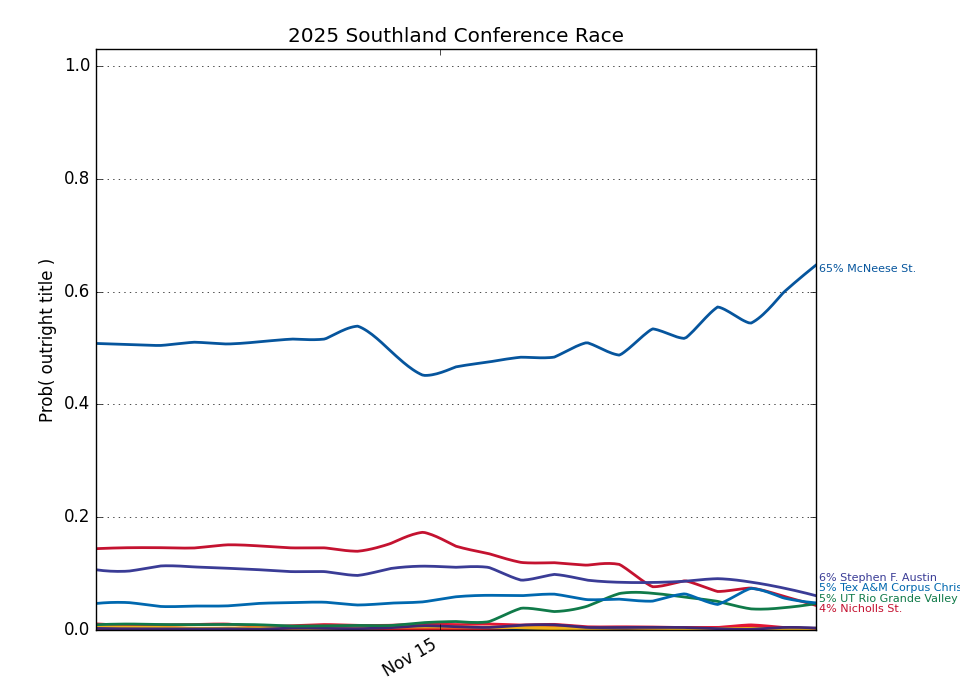 2025 Southland Conference Race
1.0
0.8
0.6
0.4
0.2
0.0
Prob( outright title )
Nov 15
65% McNeese St.
6% Stephen F. Austin
5% Tex A&M Corpus Chris
5% UT Rio Grande Valley
4% Nicholls St.